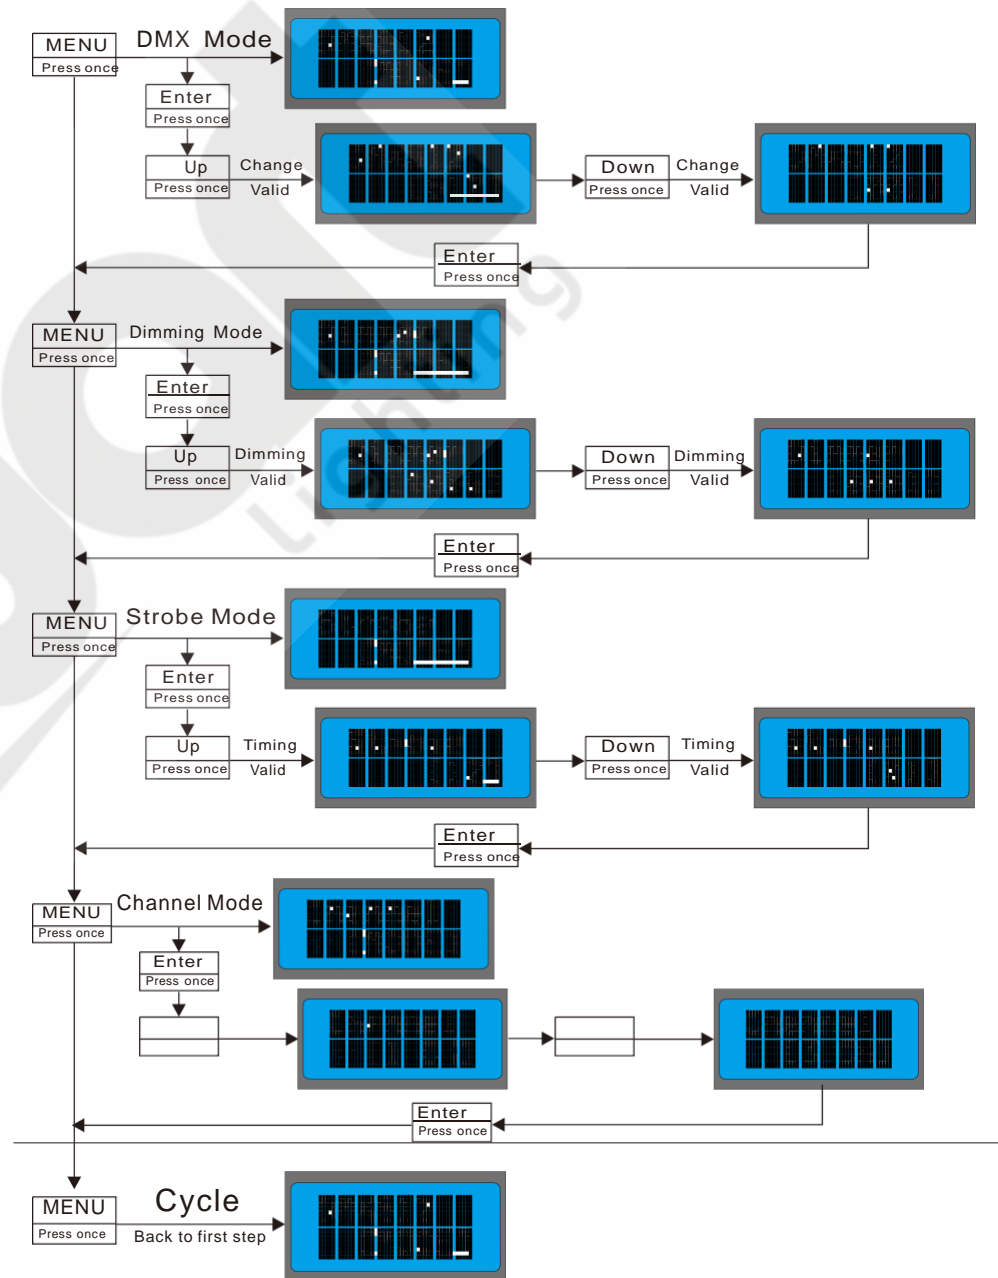 MENU
Press once
DMX Mode
Enter
Press once
Up
Press once
Change
Valid
Down
Press once
Change
Valid
Enter
Press once
MENU
Press once
Dimming Mode
Enter
Press once
Up
Press once
Dimming
Valid
Down
Press once
Dimming
Valid
Enter
Press once
MENU
Press once
Strobe Mode
Enter
Press once
Up
Press once
Timing
Valid
Down
Press once
Timing
Valid
Enter
Press once
MENU
Press once
Channel Mode
Enter
Press once
Enter
Press once
MENU
Press once
Cycle
Back to first step
lighting